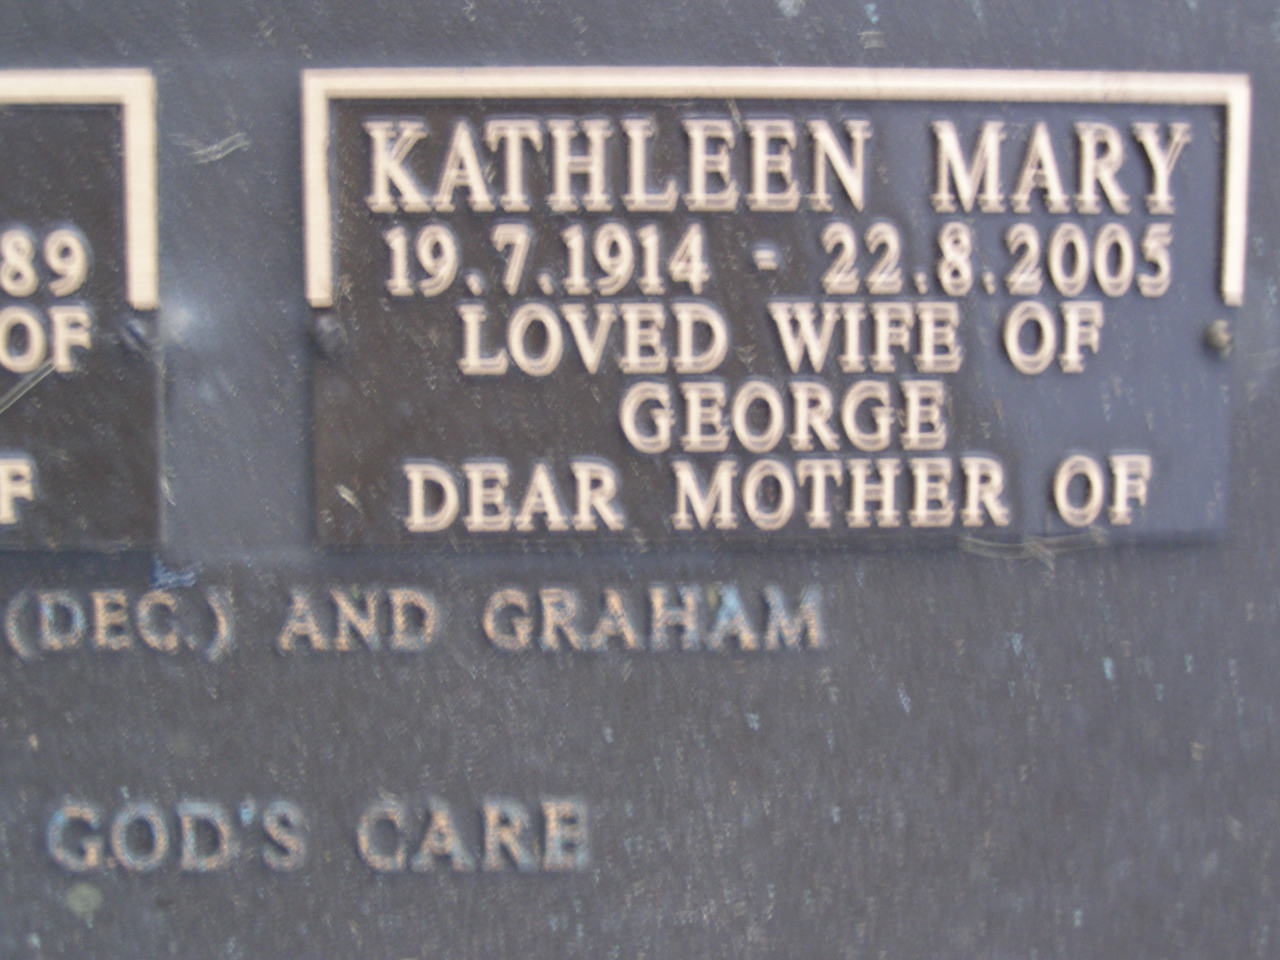 89
OF
F
KATHLEEN MARY
19.7.1914 - 22.8.2005
LOVED WIFE OF
GEORGE
DEAR MOTHER OF
(DEC.) AND GRAHAM
GOD'S CARE